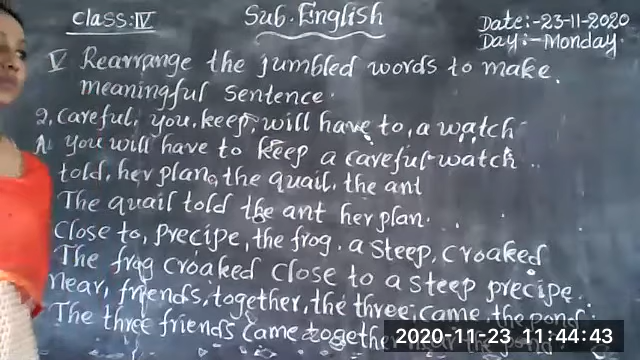 Class:IV
Sub.English
Date:-23-11-2020
Day:-Monday.
V Rearrange the jumbled words to make
meaningful sentence.
a, careful, you, keep, will have to, a watch
A. you will have to keep a careful watch
told, her plan, the quail, the ant
The quail told the ant her plan.
close to, precipe, the frog, a steep, croaked
The frog croaked close to a steep precipe.
near, friends, together, the three, came, the pond.
The three friends came together near the pond
2020-11-23 11:44:43